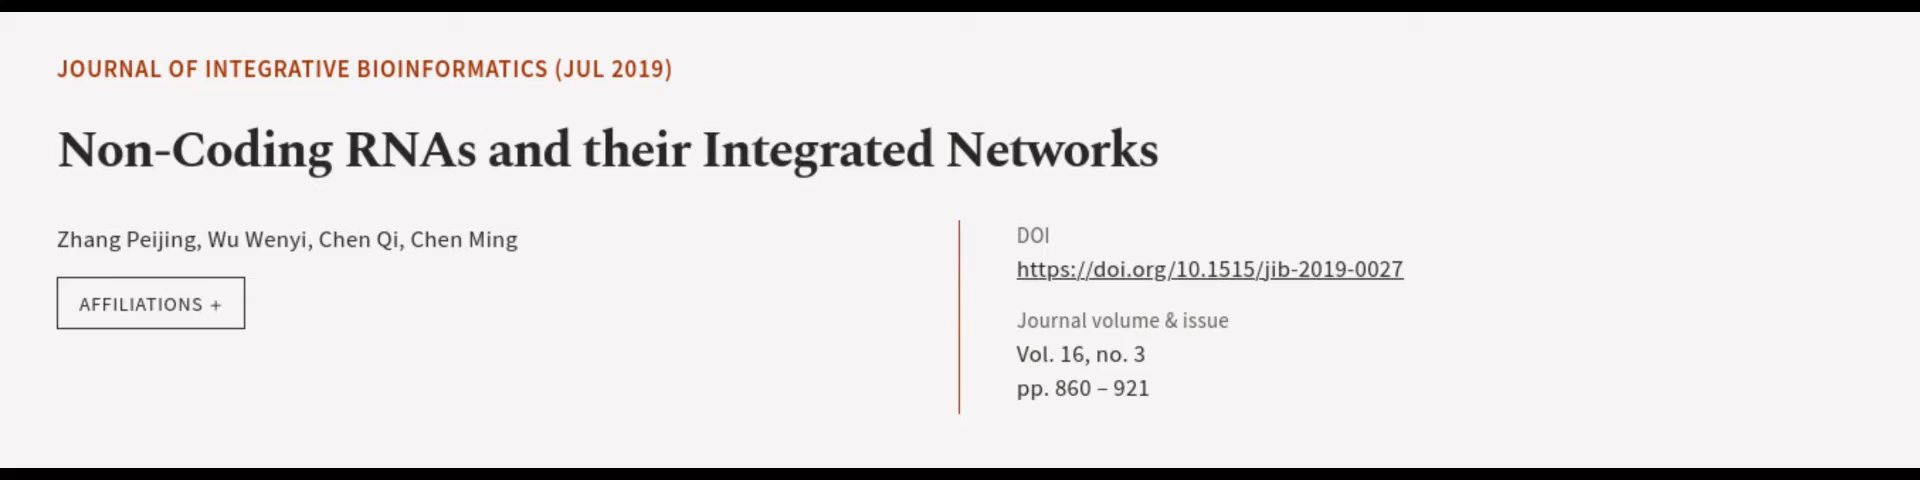 JOURNAL OF INTEGRATIVE BIOINFORMATICS (JUL 2019)
Non-Coding RNAs and their Integrated Networks
Zhang Peijing, Wu Wenyi, Chen Qi, Chen Ming
AFFILIATIONS +
DOI
https://doi.org/10.1515/jib-2019-0027
Journal volume & issue
Vol. 16, no. 3
pp. 860 – 921